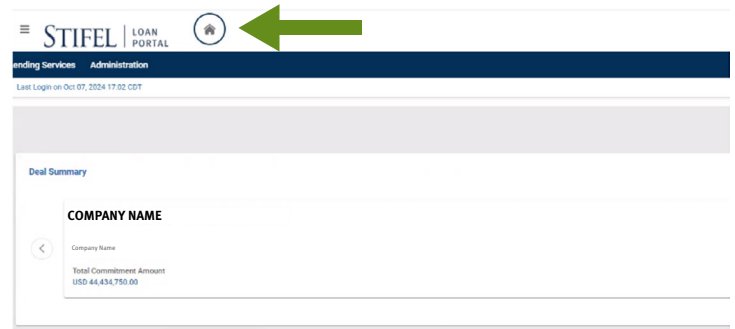 STIFEL LOAN PORTAL
ending Services Administration
Last Login on Oct 07, 2024 17:02 CDT
Deal Summary
COMPANY NAME
Company Name
Total Commitment Amount
USD 44,434,750.00